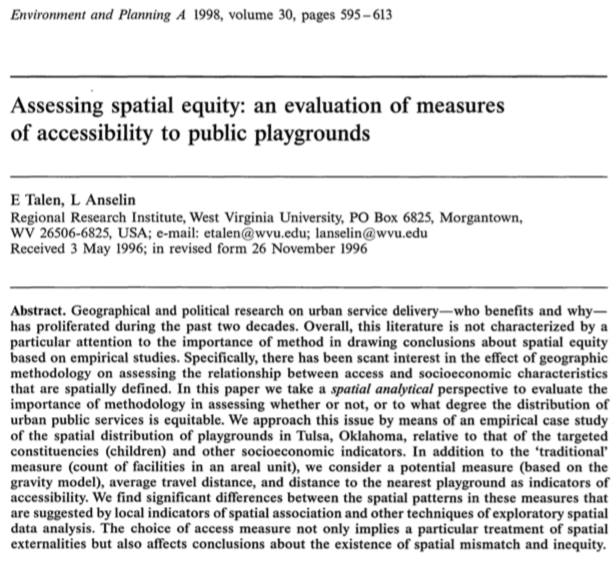 Environment and Planning A 1998, volume 30, pages 595–613
Assessing spatial equity: an evaluation of measures
of accessibility to public playgrounds
E Talen, L Anselin
Regional Research Institute, West Virginia University, PO Box 6825, Morgantown,
WV 26506-6825, USA; e-mail: etalen@wvu.edu; lanselin@wvu.edu
Received 3 May 1996; in revised form 26 November 1996
Abstract. Geographical and political research on urban service delivery—who benefits and why—
has proliferated during the past two decades. Overall, this literature is not characterized by a
particular attention to the importance of method in drawing conclusions about spatial equity
based on empirical studies. Specifically, there has been scant interest in the effect of geographic
methodology on assessing the relationship between access and socioeconomic characteristics
that are spatially defined. In this paper we take a spatial analytical perspective to evaluate the
importance of methodology in assessing whether or not, or to what degree the distribution of
urban public services is equitable. We approach this issue by means of an empirical case study
of the spatial distribution of playgrounds in Tulsa, Oklahoma, relative to that of the targeted
constituencies (children) and other socioeconomic indicators. In addition to the 'traditional'
measure (count of facilities in an areal unit), we consider a potential measure (based on the
gravity model), average travel distance, and distance to the nearest playground as indicators of
accessibility. We find significant differences between the spatial patterns in these measures that
are suggested by local indicators of spatial association and other techniques of exploratory spatial
data analysis. The choice of access measure not only implies a particular treatment of spatial
externalities but also affects conclusions about the existence of spatial mismatch and inequity.